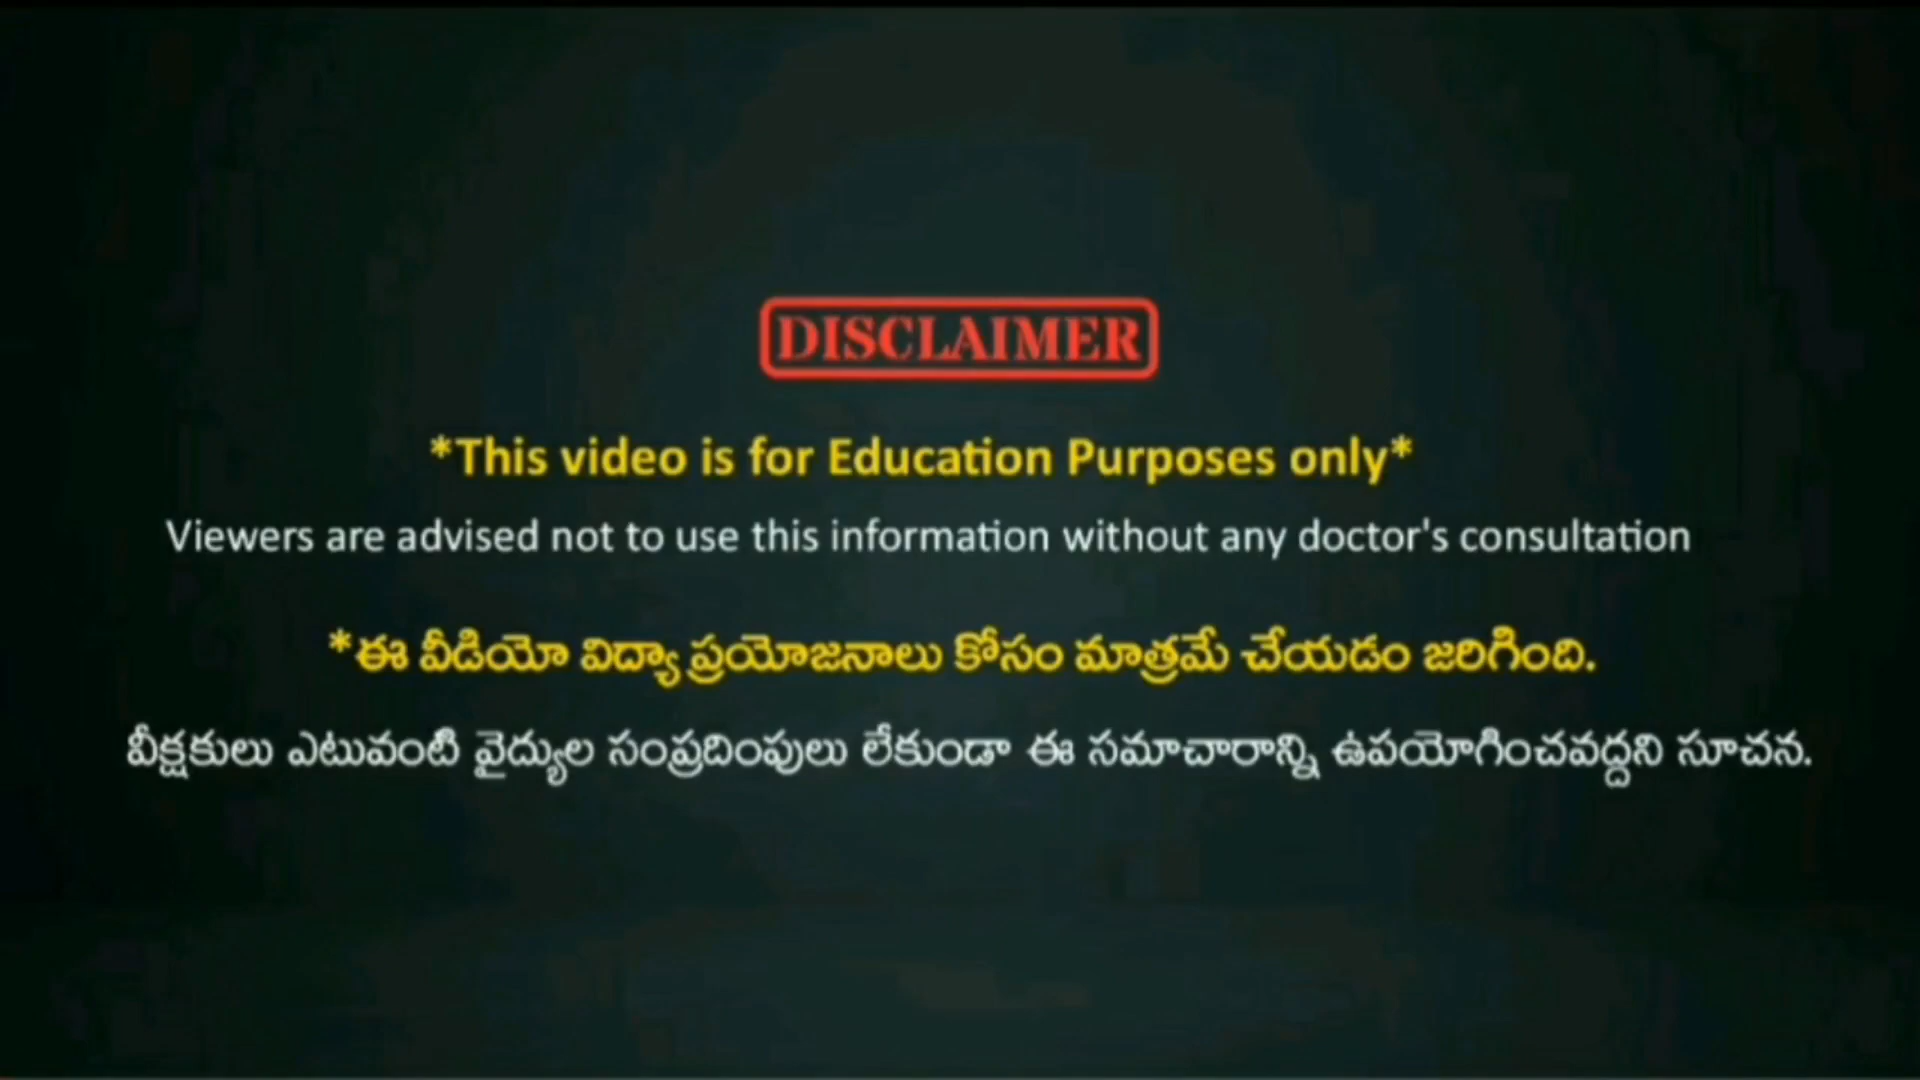 DISCLAIMER
*This video is for Education Purposes only*
Viewers are advised not to use this information without any doctor's consultation
*ఈ వీడియో విద్యా ప్రయోజనాలు కోసం మాత్రమే చేయడం జరిగింది.
వీక్షకులు ఎటువంటి వైద్యుల సంప్రదింపులు లేకుండా ఈ సమాచారాన్ని ఉపయోగించవద్దని సూచన.